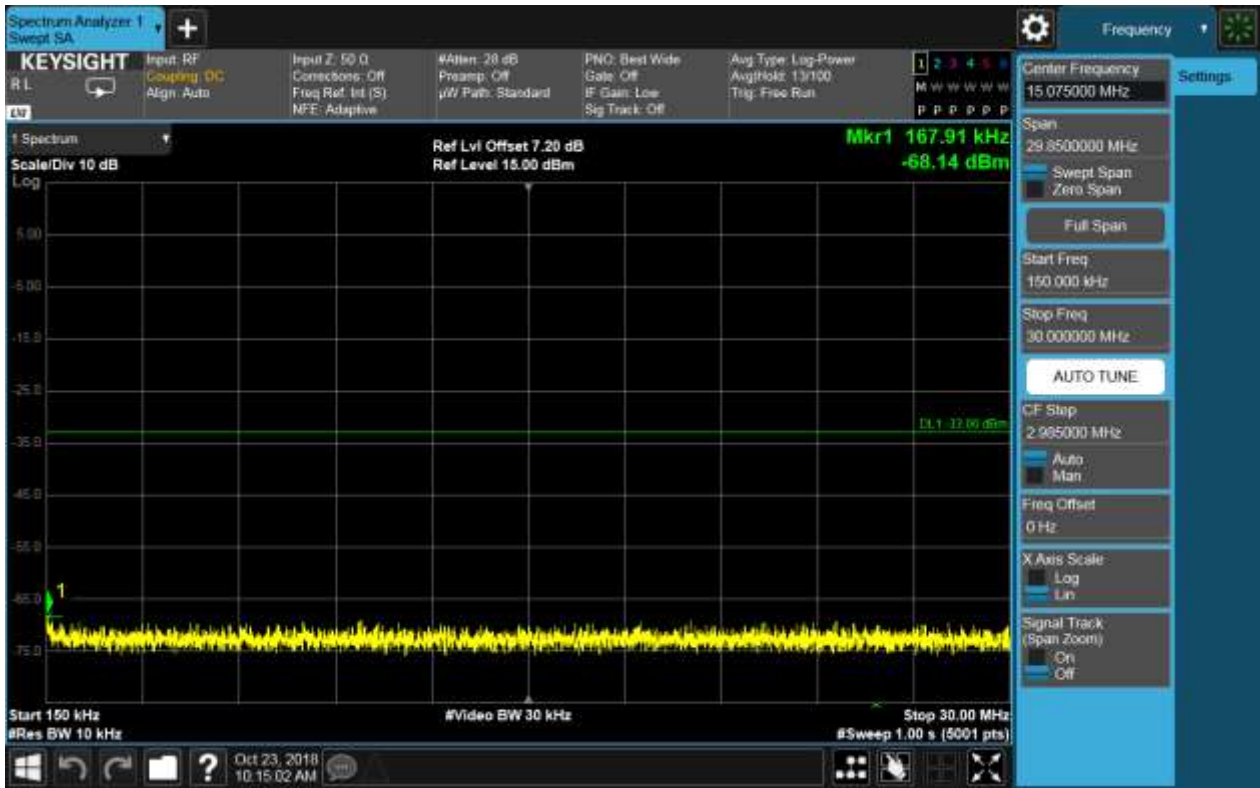 Spectrum Analyzer 1
Swept SA
+
Frequency
KEYSIGHT
R L
Input: RF
Coupling: DC
Align: Auto
Input Z: 50 Ω
Corrections: Off
Freq Ref: Int (S)
NFE: Adaptive
#Atten: 28 dB
Preamp: Off
µW Path: Standard
PNO: Best Wide
Gate: Off
IF Gain: Low
Sig Track: Off
Avg Type: Log-Power
Avg|Hold: 13/100
Trig: Free Run
1 2 3 4 5 6
M W W W W W
P P P P P P
1 Spectrum
Scale/Div 10 dB
Log
Ref Lvl Offset 7.20 dB
Ref Level 15.00 dBm
Mkr1 167.91 kHz
-68.14 dBm
5.00
-5.00
-15.0
-25.0
-35.0
-45.0
-55.0
-65.0
-75.0
DL1 -33.00 dBm
1
Start 150 kHz
#Res BW 10 kHz
#Video BW 30 kHz
Stop 30.00 MHz
#Sweep 1.00 s (5001 pts)
Center Frequency
15.075000 MHz
Settings
Span
29.8500000 MHz
Swept Span
Zero Span
Full Span
Start Freq
150.000 kHz
Stop Freq
30.000000 MHz
AUTO TUNE
CF Step
2.985000 MHz
Auto
Man
Freq Offset
0 Hz
X Axis Scale
Log
Lin
Signal Track
(Span Zoom)
On
Off
?
Oct 23, 2018
10:15:02 AM